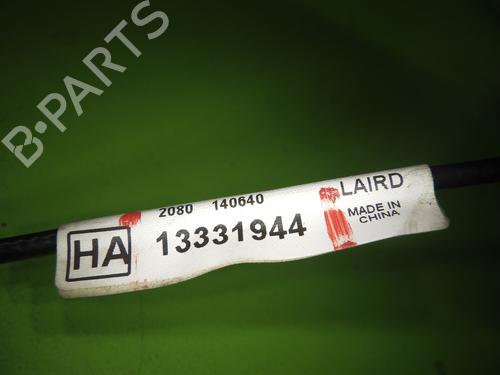 B-PARTS
2080 140640
HA 13331944
LAIRD
MADE IN
CHINA